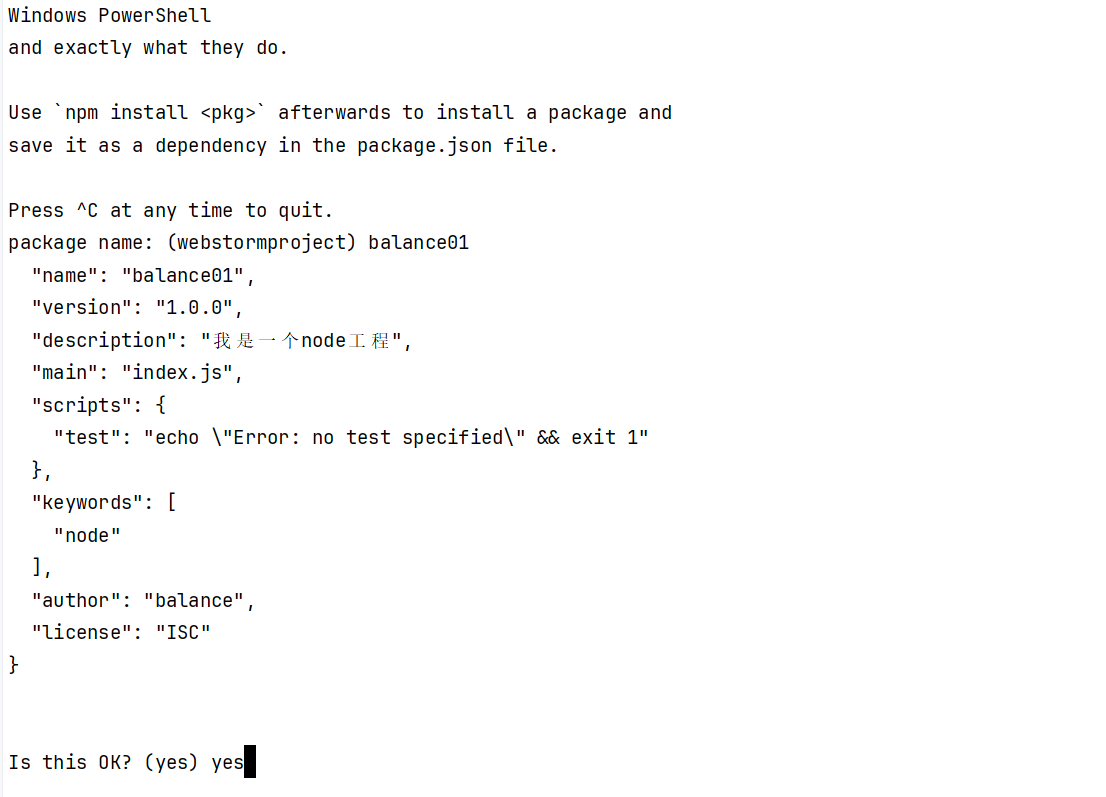 Windows PowerShell
and exactly what they do.
Use `npm install <pkg>` afterwards to install a package and
save it as a dependency in the package.json file.
Press ^C at any time to quit.
package name: (webstormproject) balance01
"name": "balance01",
"version": "1.0.0",
"description": "我是一个node工程",
"main": "index.js",
"scripts": {
"test": "echo \"Error: no test specified\" && exit 1"
},
"keywords": [
"node"
],
"author": "balance",
"license": "ISC"
}
Is this OK? (yes) yes